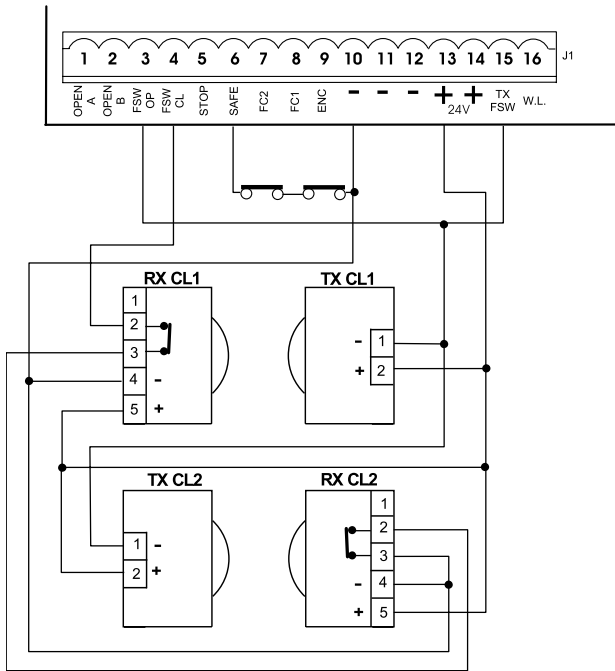 1 2 3 4 5 6 7 8 9 10 11 12 13 14 15 16 J1
OPEN A
OPEN B
FSW OP
FSW CL
STOP
SAFE
FC2
FC1
ENC
- - - + +
24V
TX FSW
W.L.
RX CL1
1
2
3
4 -
5 +
TX CL1
- 1
+ 2
TX CL2
1 -
2 +
RX CL2
1
2
3
- 4
+ 5